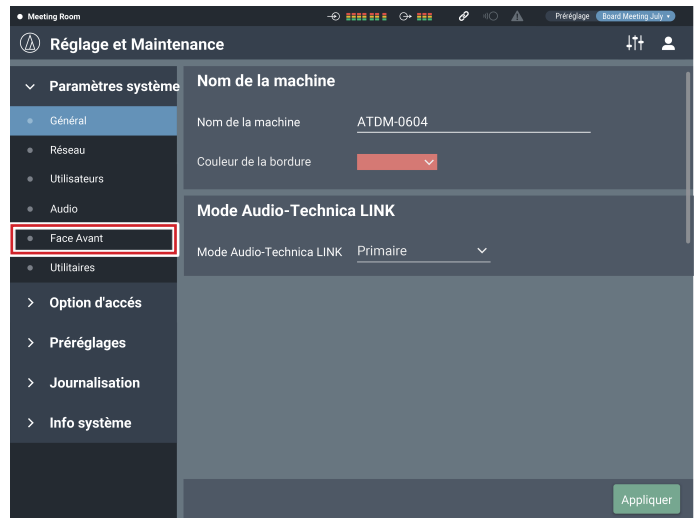 Meeting Room
Préréglage Board Meeting July
Réglage et Maintenance
Paramètres système
Général
Réseau
Utilisateurs
Audio
Face Avant
Utilitaires
Option d'accés
Préréglages
Journalisation
Info système
Nom de la machine
Nom de la machine ATDM-0604
Couleur de la bordure
Mode Audio-Technica LINK
Mode Audio-Technica LINK Primaire
Appliquer